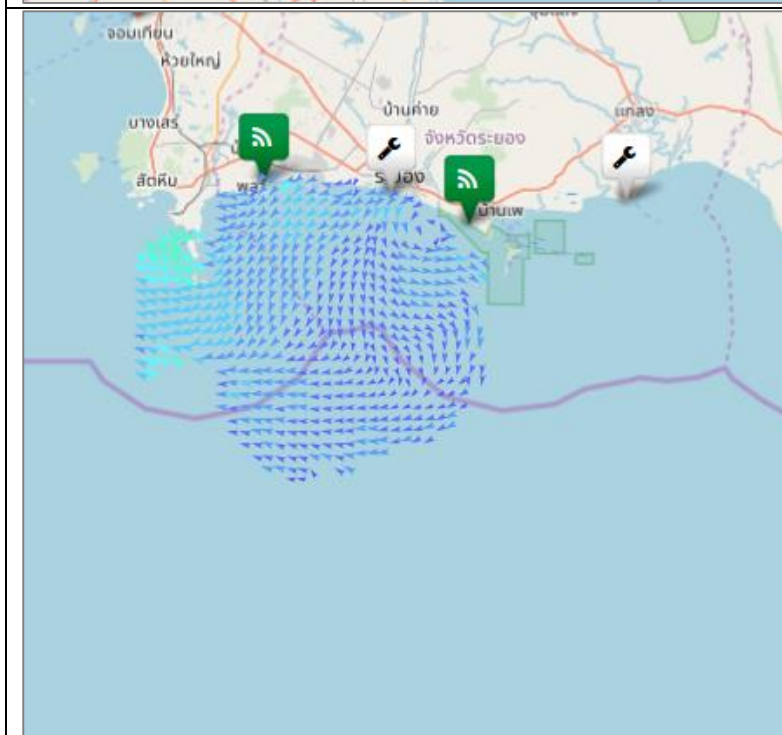 จอมเทียน
ห้วยใหญ่
บ้านค่าย
แกลง
บางเสร่
จังหวัดระยอง
สัตหีบ
บ้านเพ